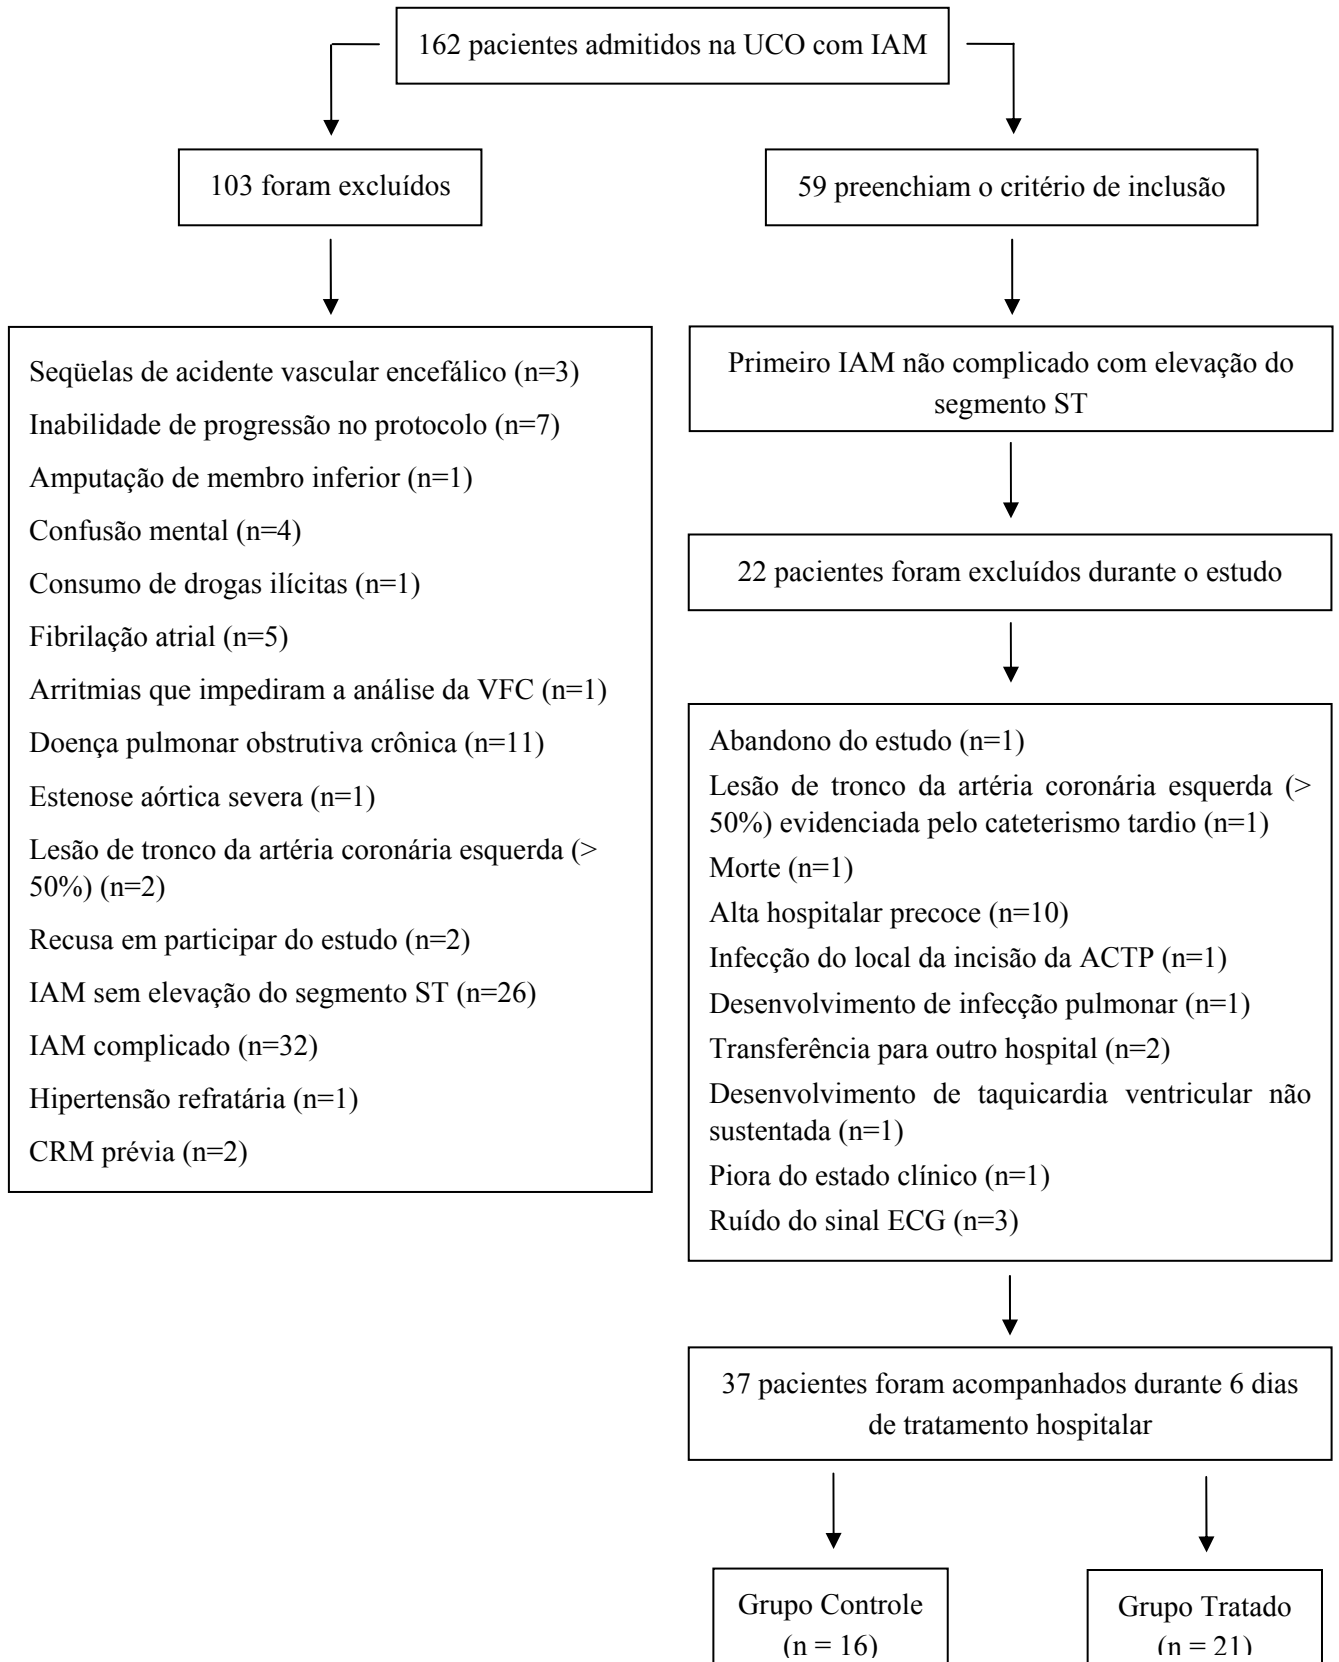 162 pacientes admitidos na UCO com IAM
103 foram excluídos
59 preenchiam o critério de inclusão
Seqüelas de acidente vascular encefálico (n=3)
Inabilidade de progressão no protocolo (n=7)
Amputação de membro inferior (n=1)
Confusão mental (n=4)
Consumo de drogas ilícitas (n=1)
Fibrilação atrial (n=5)
Arritmias que impediram a análise da VFC (n=1)
Doença pulmonar obstrutiva crônica (n=11)
Estenose aórtica severa (n=1)
Lesão de tronco da artéria coronária esquerda (>
50%) (n=2)
Recusa em participar do estudo (n=2)
IAM sem elevação do segmento ST (n=26)
IAM complicado (n=32)
Hipertensão refratária (n=1)
CRM prévia (n=2)
Primeiro IAM não complicado com elevação do
segmento ST
22 pacientes foram excluídos durante o estudo
Abandono do estudo (n=1)
Lesão de tronco da artéria coronária esquerda (>
50%) evidenciada pelo cateterismo tardio (n=1)
Morte (n=1)
Alta hospitalar precoce (n=10)
Infecção do local da incisão da ACTP (n=1)
Desenvolvimento de infecção pulmonar (n=1)
Transferência para outro hospital (n=2)
Desenvolvimento de taquicardia ventricular não
sustentada (n=1)
Piora do estado clínico (n=1)
Ruído do sinal ECG (n=3)
37 pacientes foram acompanhados durante 6 dias
de tratamento hospitalar
Grupo Controle
(n = 16)
Grupo Tratado
(n = 21)